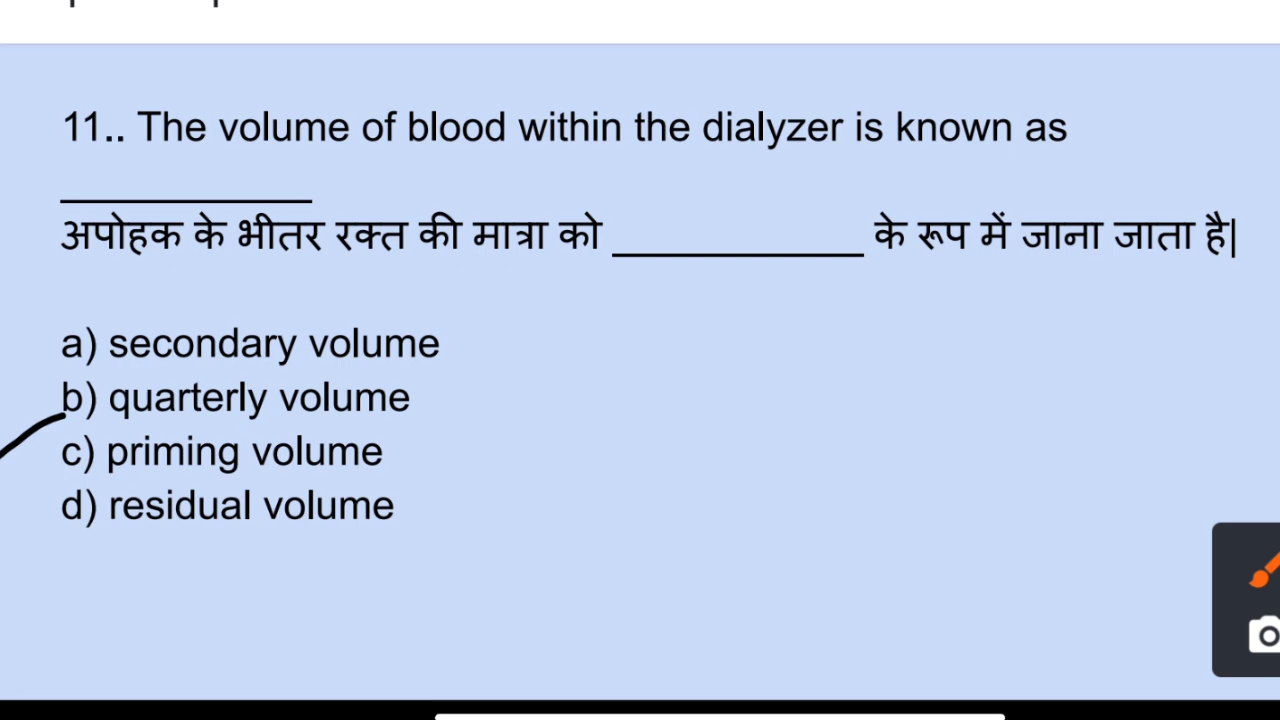 11.. The volume of blood within the dialyzer is known as
____________
अपोहक के भीतर रक्त की मात्रा को ____________ के रूप में जाना जाता है|
a) secondary volume
b) quarterly volume
c) priming volume
d) residual volume